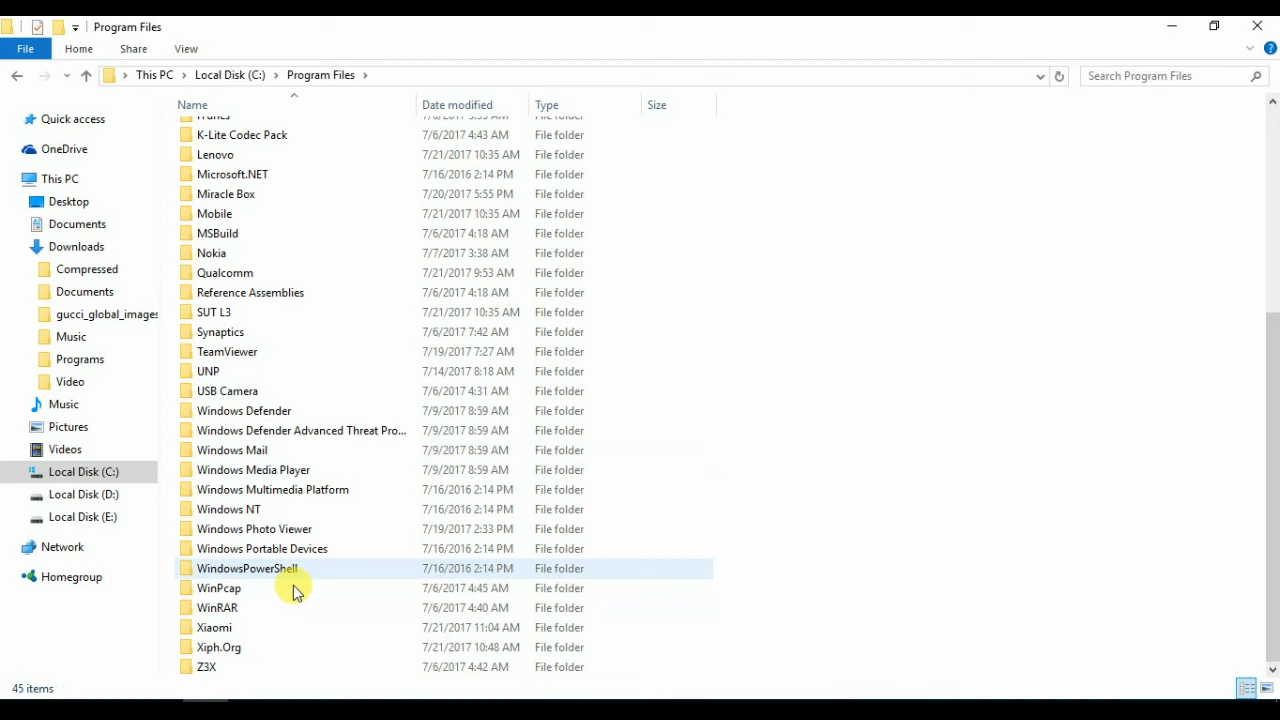 Program Files
File Home Share View
This PC Local Disk (C:) Program Files
Search Program Files
Name Date modified Type Size
Quick access
OneDrive
This PC
Desktop
Documents
Downloads
Compressed
Documents
gucci_global_images
Music
Programs
Video
Music
Pictures
Videos
Local Disk (C:)
Local Disk (D:)
Local Disk (E:)
Network
Homegroup
K-Lite Codec Pack 7/6/2017 4:43 AM File folder
Lenovo 7/21/2017 10:35 AM File folder
Microsoft.NET 7/16/2016 2:14 PM File folder
Miracle Box 7/20/2017 5:55 PM File folder
Mobile 7/21/2017 10:35 AM File folder
MSBuild 7/6/2017 4:18 AM File folder
Nokia 7/7/2017 3:38 AM File folder
Qualcomm 7/21/2017 9:53 AM File folder
Reference Assemblies 7/6/2017 4:18 AM File folder
SUT L3 7/21/2017 10:35 AM File folder
Synaptics 7/6/2017 7:42 AM File folder
TeamViewer 7/19/2017 7:27 AM File folder
UNP 7/14/2017 8:18 AM File folder
USB Camera 7/6/2017 4:31 AM File folder
Windows Defender 7/9/2017 8:59 AM File folder
Windows Defender Advanced Threat Pro... 7/9/2017 8:59 AM File folder
Windows Mail 7/9/2017 8:59 AM File folder
Windows Media Player 7/9/2017 8:59 AM File folder
Windows Multimedia Platform 7/16/2016 2:14 PM File folder
Windows NT 7/16/2016 2:14 PM File folder
Windows Photo Viewer 7/19/2017 2:33 PM File folder
Windows Portable Devices 7/16/2016 2:14 PM File folder
WindowsPowerShell 7/16/2016 2:14 PM File folder
WinPcap 7/6/2017 4:45 AM File folder
WinRAR 7/6/2017 4:40 AM File folder
Xiaomi 7/21/2017 11:04 AM File folder
Xiph.Org 7/21/2017 10:48 AM File folder
Z3X 7/6/2017 4:42 AM File folder
45 items